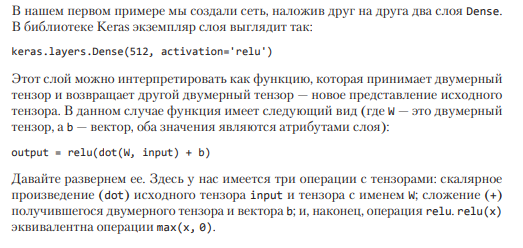 В нашем первом примере мы создали сеть, наложив друг на друга два слоя Dense.
В библиотеке Keras экземпляр слоя выглядит так:
keras.layers.Dense(512, activation='relu')
Этот слой можно интерпретировать как функцию, которая принимает двумерный
тензор и возвращает другой двумерный тензор — новое представление исходного
тензора. В данном случае функция имеет следующий вид (где W — это двумерный
тензор, а b — вектор, оба значения являются атрибутами слоя):
output = relu(dot(W, input) + b)
Давайте развернем ее. Здесь у нас имеется три операции с тензорами: скалярное
произведение (dot) исходного тензора input и тензора с именем W; сложение (+)
получившегося двумерного тензора и вектора b; и, наконец, операция relu. relu(x)
эквивалентна операции max(x, 0).